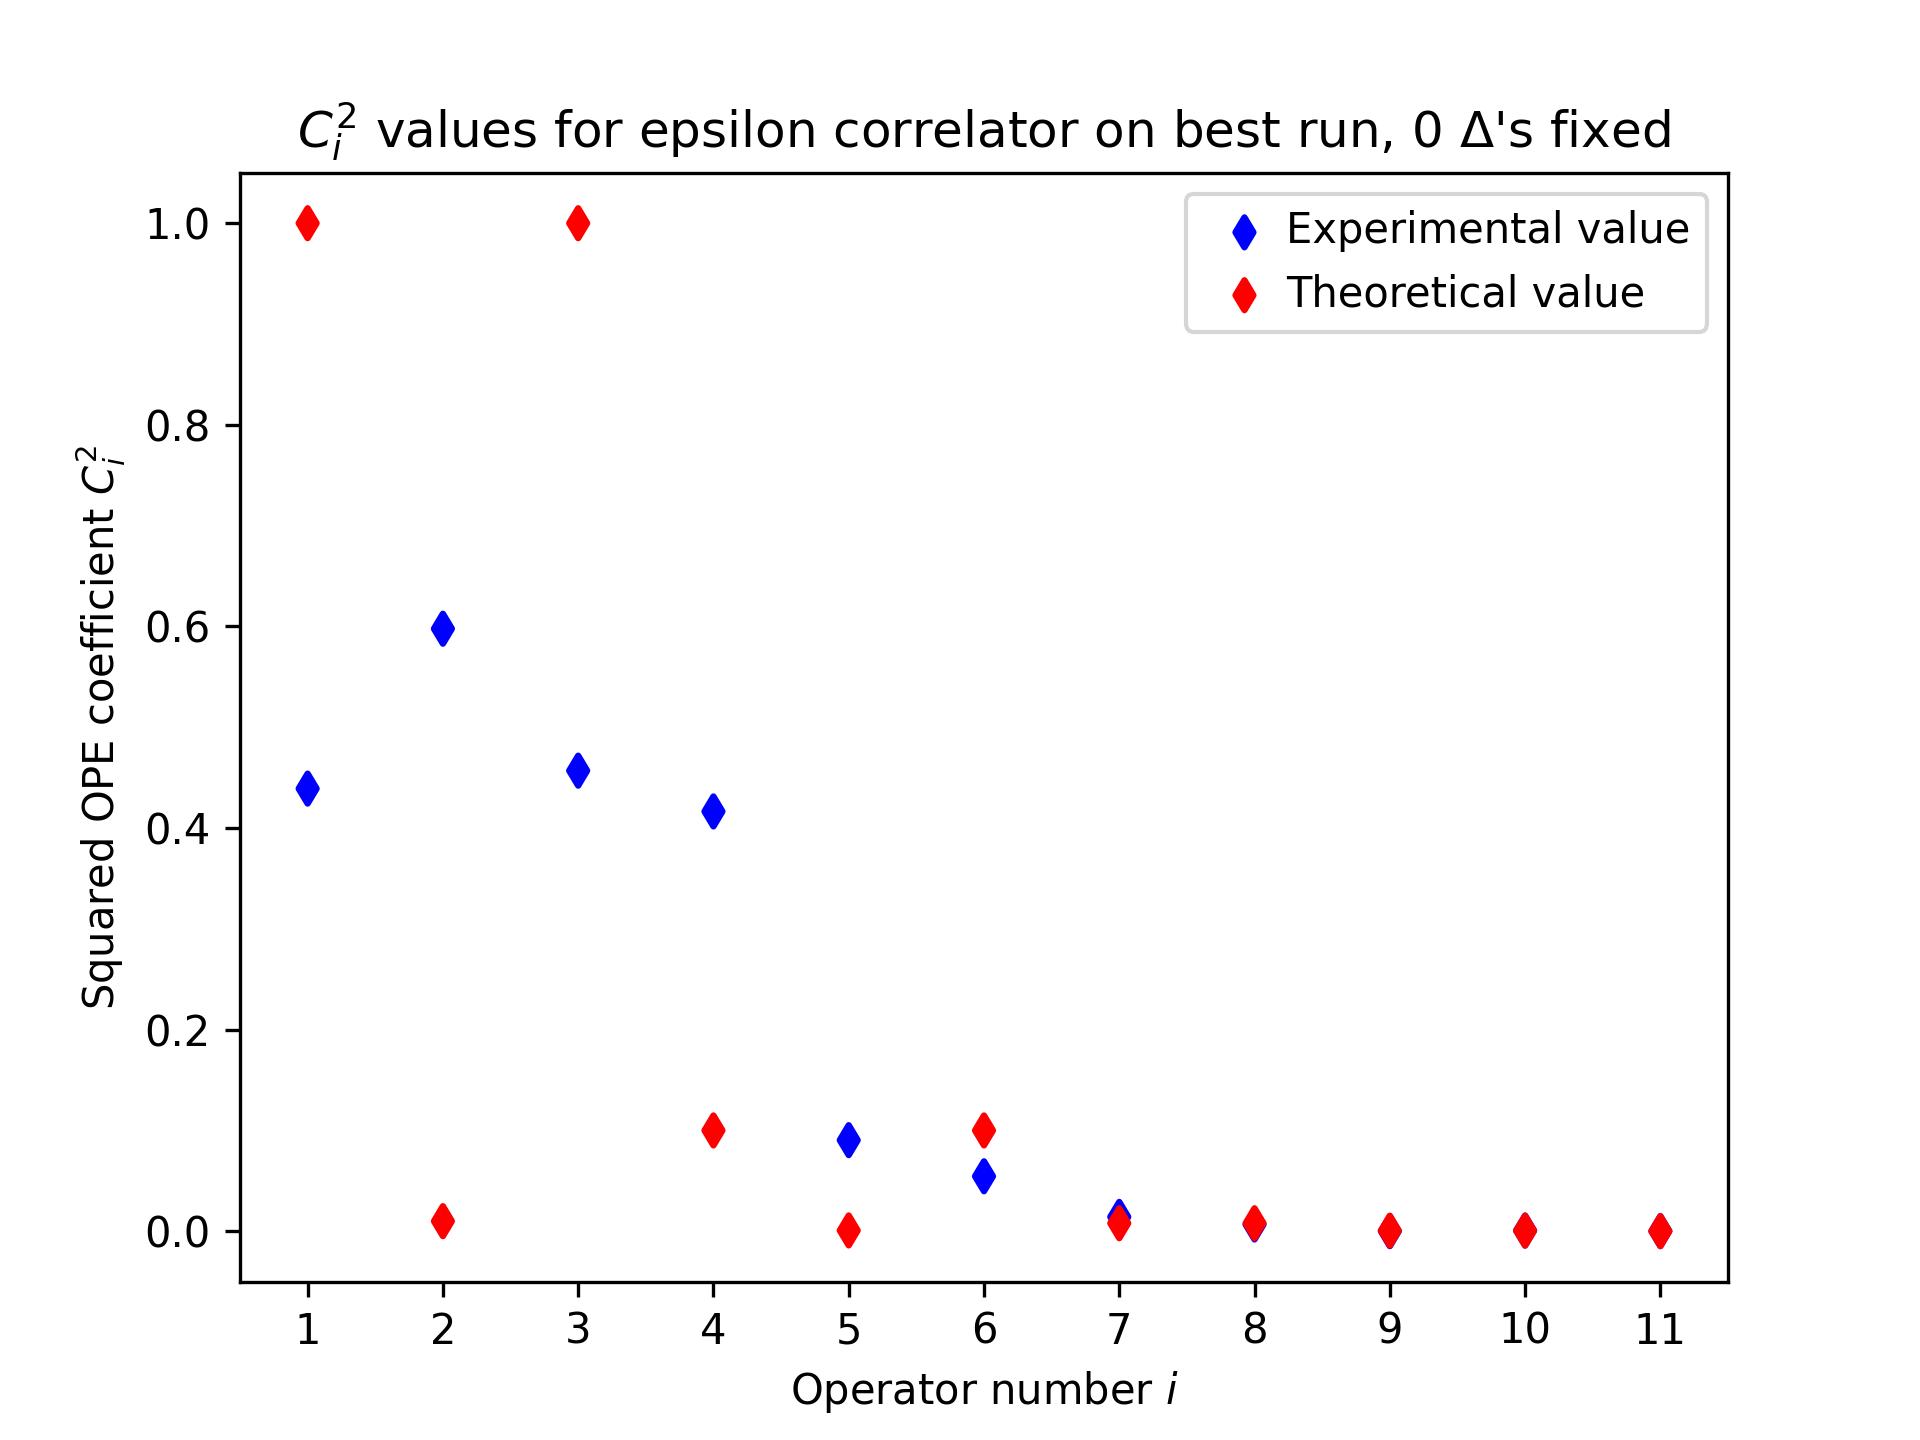 $C_i^2$ values for epsilon correlator on best run, 0 Δ's fixed
Experimental value
Theoretical value
Squared OPE coefficient $C_i^2$
1.0
0.8
0.6
0.4
0.2
0.0
1 2 3 4 5 6 7 8 9 10 11
Operator number i